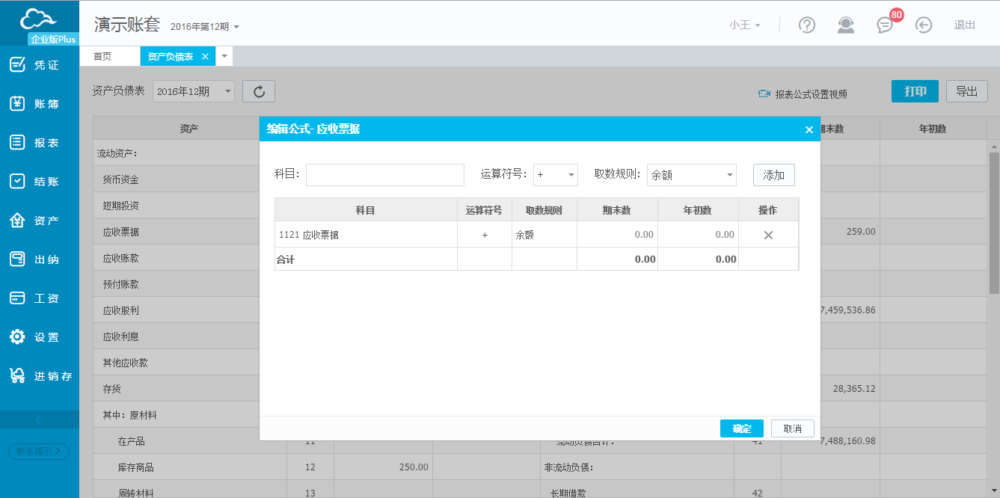 企业版Plus
凭证
账簿
报表
结账
资产
出纳
工资
设置
进销存
新手指引
演示账套 2016年第12期
小王 80 退出
首页 资产负债表
资产负债表 2016年12期 报表公式设置视频 打印 导出
资产 期末数 年初数
流动资产:
货币资金
短期投资
应收票据 259.00
应收账款
预付账款
应收股利 7,459,536.86
应收利息
其他应收款
存货 28,365.12
其中: 原材料
在产品 11 流动负债合计: 41 7,488,160.98
库存商品 12 250.00 非流动负债:
周转材料 13 长期借款 42
编辑公式- 应收票据
科目: 运算符号: + 取数规则: 余额 添加
科目 运算符号 取数规则 期末数 年初数 操作
1121 应收票据 + 余额 0.00 0.00
合计 0.00 0.00
确定 取消